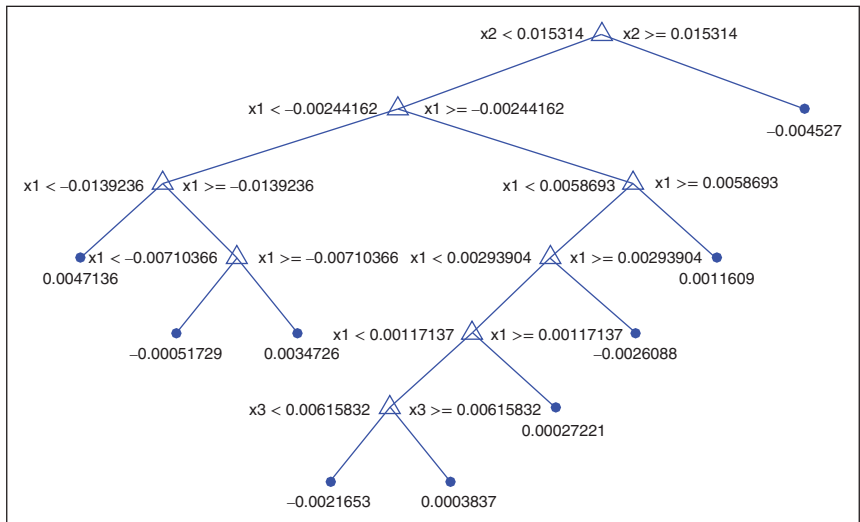 x2 < 0.015314 x2 >= 0.015314
x1 < –0.00244162 x1 >= –0.00244162
–0.004527
x1 < –0.0139236 x1 >= –0.0139236 x1 < 0.0058693 x1 >= 0.0058693
x1 < –0.00710366 x1 >= –0.00710366 x1 < 0.00293904 x1 >= 0.00293904
0.0047136 0.0011609
x1 < 0.00117137 x1 >= 0.00117137
–0.00051729 0.0034726 –0.0026088
x3 < 0.00615832 x3 >= 0.00615832
0.00027221
–0.0021653 0.0003837